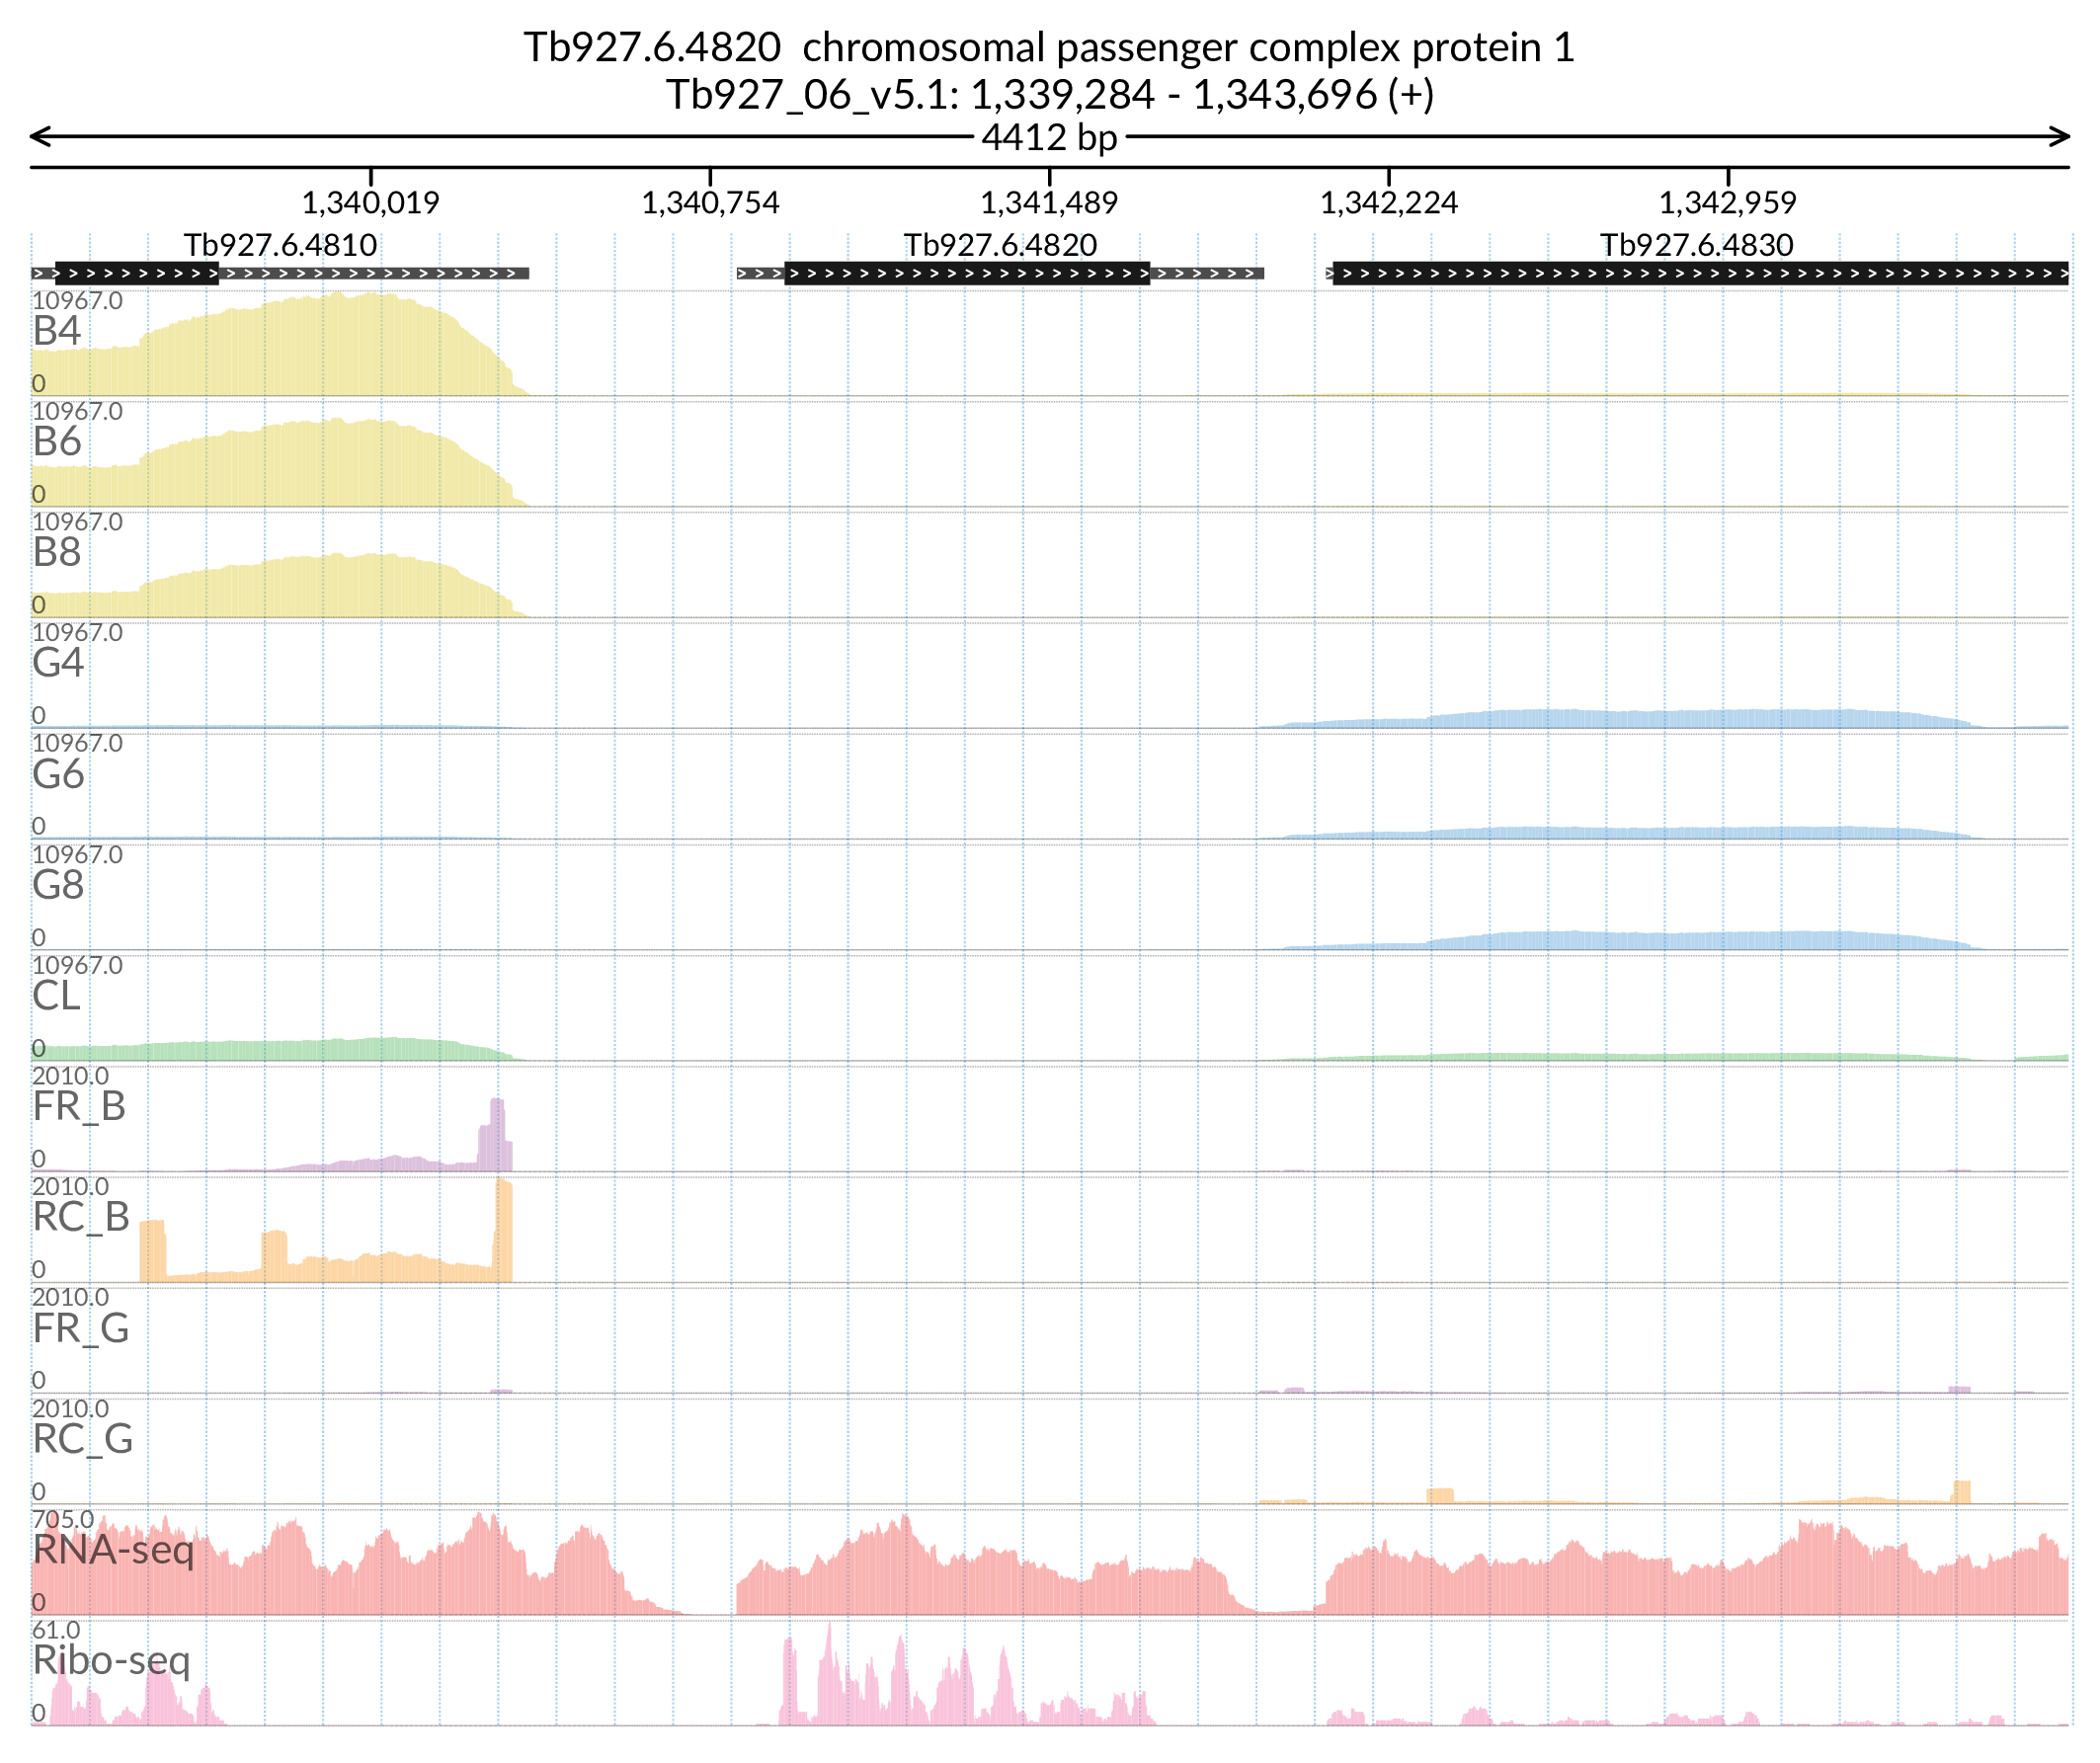 Tb927.6.4820 chromosomal passenger complex protein 1
Tb927_06_v5.1: 1,339,284 - 1,343,696 (+)
4412 bp
1,340,019 1,340,754 1,341,489 1,342,224 1,342,959
Tb927.6.4810 Tb927.6.4820 Tb927.6.4830
10967.0
B4
0
10967.0
B6
0
10967.0
B8
0
10967.0
G4
0
10967.0
G6
0
10967.0
G8
0
10967.0
CL
0
2010.0
FR_B
0
2010.0
RC_B
0
2010.0
FR_G
0
2010.0
RC_G
0
705.0
RNA-seq
0
61.0
Ribo-seq
0